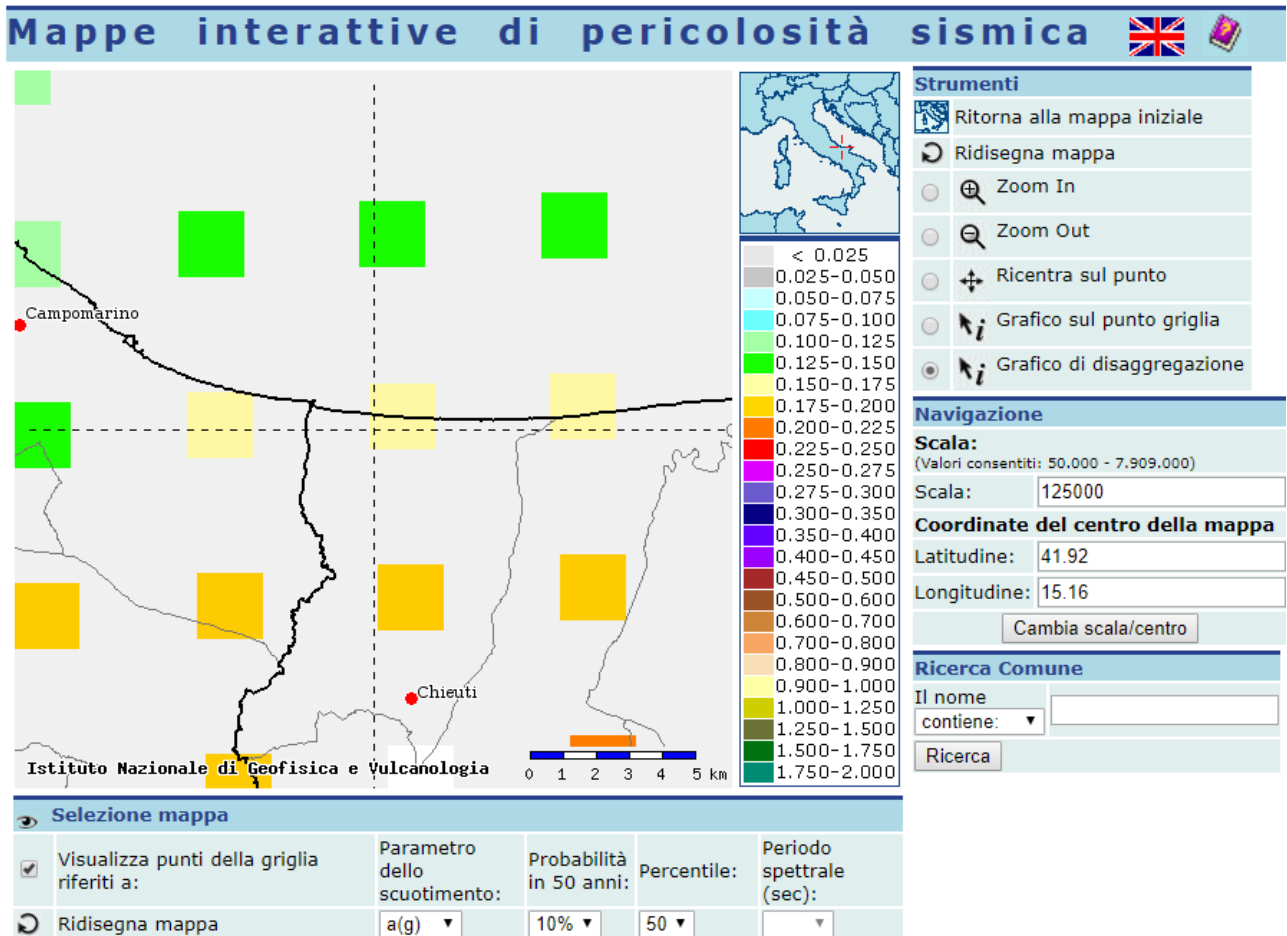 Mappe interattive di pericolosità sismica
Campomarino
Chieuti
Istituto Nazionale di Geofisica e Vulcanologia
0 1 2 3 4 5 km
< 0.025
0.025-0.050
0.050-0.075
0.075-0.100
0.100-0.125
0.125-0.150
0.150-0.175
0.175-0.200
0.200-0.225
0.225-0.250
0.250-0.275
0.275-0.300
0.300-0.350
0.350-0.400
0.400-0.450
0.450-0.500
0.500-0.600
0.600-0.700
0.700-0.800
0.800-0.900
0.900-1.000
1.000-1.250
1.250-1.500
1.500-1.750
1.750-2.000
Strumenti
Ritorna alla mappa iniziale
Ridisegna mappa
Zoom In
Zoom Out
Ricentra sul punto
Grafico sul punto griglia
Grafico di disaggregazione
Navigazione
Scala:
(Valori consentiti: 50.000 - 7.909.000)
Scala: 125000
Coordinate del centro della mappa
Latitudine: 41.92
Longitudine: 15.16
Cambia scala/centro
Ricerca Comune
Il nome
contiene:
Ricerca
Selezione mappa
Visualizza punti della griglia
riferiti a:
Parametro
dello
scuotimento:
Probabilità
in 50 anni:
Percentile:
Periodo
spettrale
(sec):
Ridisegna mappa
a(g)
10%
50